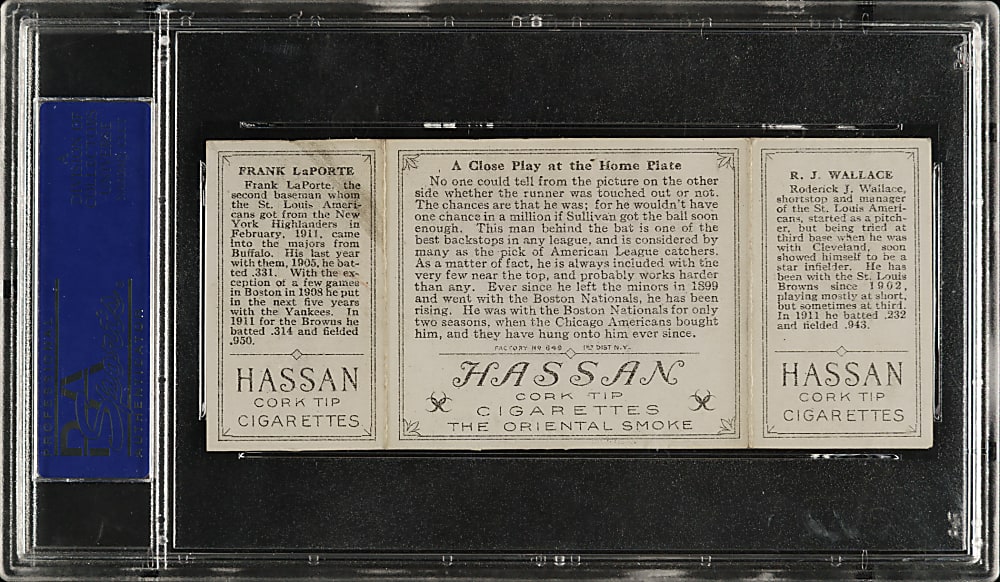 FRANK LaPORTE
Frank LaPorte, the
second baseman whom
the St. Louis Ameri-
cans got from the New
York Highlanders in
February, 1911, came
into the majors from
Buffalo. His last year
with them, 1905, he bat-
ted .331. With the ex-
ception of a few games
in Boston in 1908 he put
in the next five years
with the Yankees. In
1911 for the Browns he
batted .314 and fielded
.950.
HASSAN
CORK TIP
CIGARETTES
A Close Play at the Home Plate
No one could tell from the picture on the other
side whether the runner was touched out or not.
The chances are that he was; for he wouldn't have
one chance in a million if Sullivan got the ball soon
enough. This man behind the bat is one of the
best backstops in any league, and is considered by
many as the pick of American League catchers.
As a matter of fact, he is always included with the
very few near the top, and probably works harder
than any. Ever since he left the minors in 1899
and went with the Boston Nationals, he has been
rising. He was with the Boston Nationals for only
two seasons, when the Chicago Americans bought
him, and they have hung onto him ever since.
FACTORY No 649 1st DIST N.Y.
HASSAN
CORK TIP
CIGARETTES
THE ORIENTAL SMOKE
R. J. WALLACE
Roderick J. Wallace,
shortstop and manager
of the St. Louis Ameri-
cans, started as a pitch-
er, but being tried at
third base when he was
with Cleveland, soon
showed himself to be a
star infielder. He has
been with the St. Louis
Browns since 1902,
playing mostly at short,
but sometimes at third.
In 1911 he batted .232
and fielded .943.
HASSAN
CORK TIP
CIGARETTES
PSA